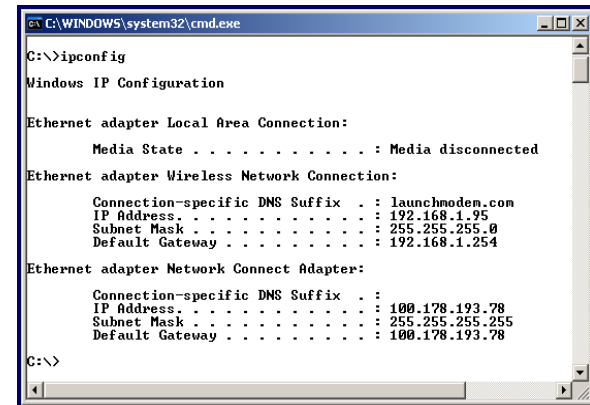 C:\WINDOWS\system32\cmd.exe
C:\>ipconfig
Windows IP Configuration
Ethernet adapter Local Area Connection:
Media State . . . . . . . . . . . : Media disconnected
Ethernet adapter Wireless Network Connection:
Connection-specific DNS Suffix  . : launchmodem.com
IP Address. . . . . . . . . . . . : 192.168.1.95
Subnet Mask . . . . . . . . . . . : 255.255.255.0
Default Gateway . . . . . . . . . : 192.168.1.254
Ethernet adapter Network Connect Adapter:
Connection-specific DNS Suffix  . :
IP Address. . . . . . . . . . . . : 100.178.193.78
Subnet Mask . . . . . . . . . . . : 255.255.255.255
Default Gateway . . . . . . . . . : 100.178.193.78
C:\>